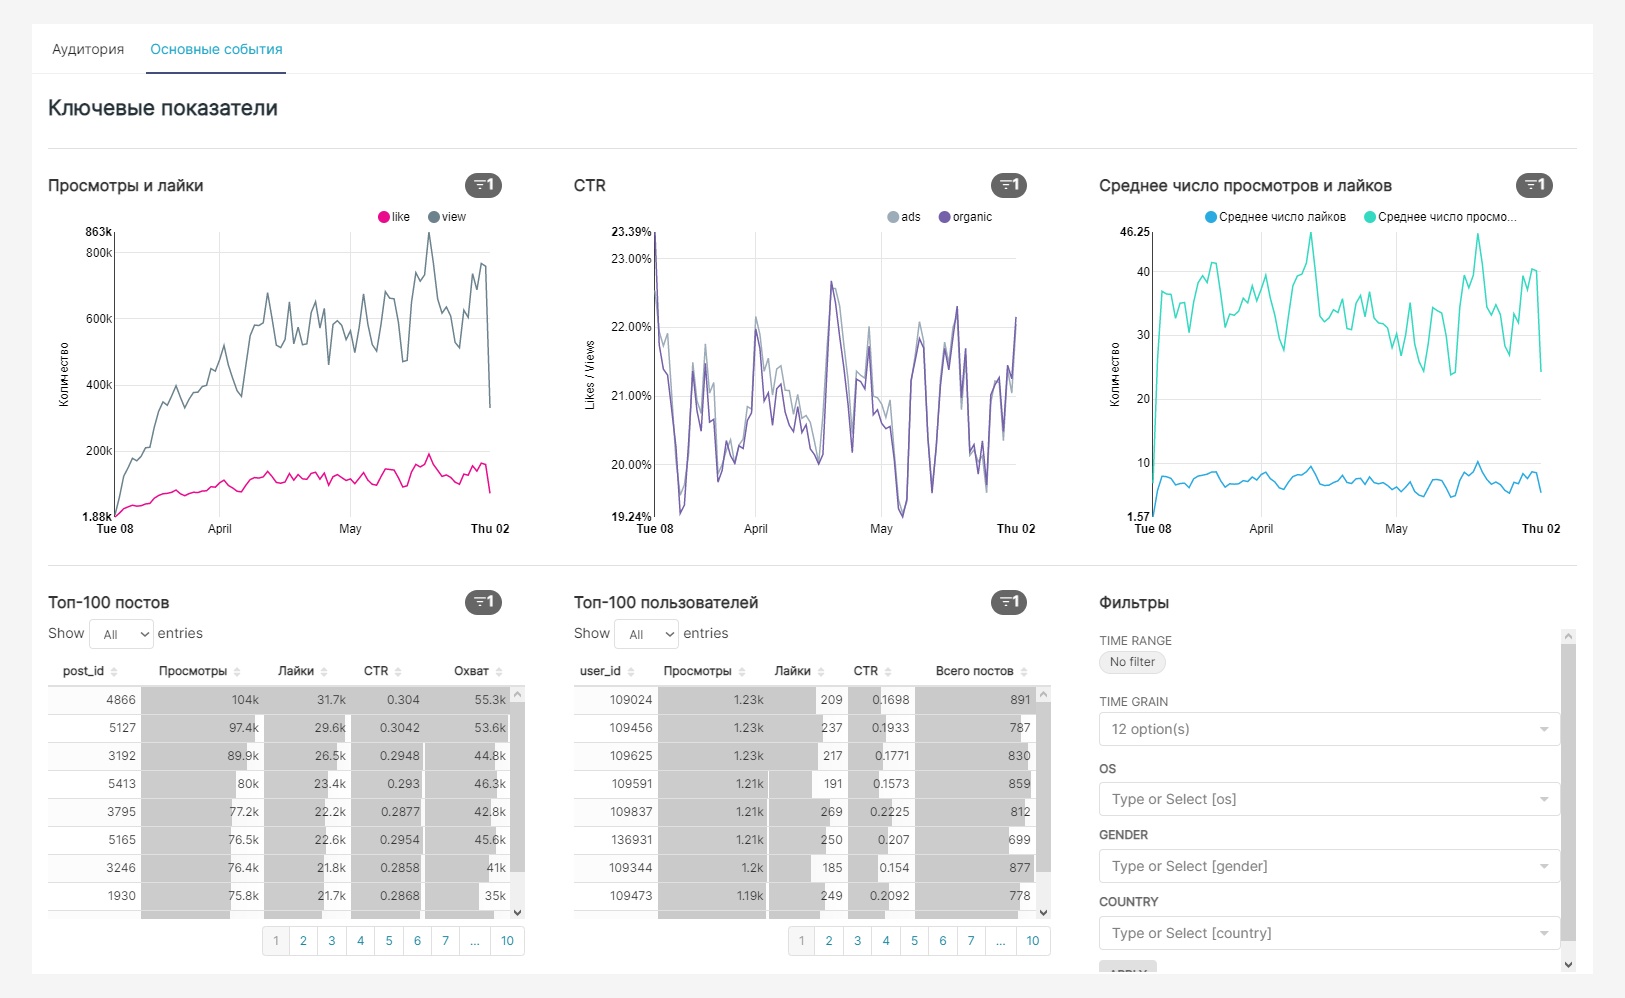 Аудитория Основные события
Ключевые показатели
Просмотры и лайки 1
like view
863k
800k
600k
400k
200k
1.88k
Количество
Tue 08 April May Thu 02
CTR 1
ads organic
23.39%
23.00%
22.00%
21.00%
20.00%
19.24%
Likes / Views
Tue 08 April May Thu 02
Среднее число просмотров и лайков 1
Среднее число лайков Среднее число просмо...
46.25
40
30
20
10
1.57
Количество
Tue 08 April May Thu 02
Топ-100 постов 1
Show All entries
post_id Просмотры Лайки CTR Охват
4866 104k 31.7k 0.304 55.3k
5127 97.4k 29.6k 0.3042 53.6k
3192 89.9k 26.5k 0.2948 44.8k
5413 80k 23.4k 0.293 46.3k
3795 77.2k 22.2k 0.2877 42.8k
5165 76.5k 22.6k 0.2954 45.6k
3246 76.4k 21.8k 0.2858 41k
1930 75.8k 21.7k 0.2868 35k
1 2 3 4 5 6 7 ... 10
Топ-100 пользователей 1
Show All entries
user_id Просмотры Лайки CTR Всего постов
109024 1.23k 209 0.1698 891
109456 1.23k 237 0.1933 787
109625 1.23k 217 0.1771 830
109591 1.21k 191 0.1573 859
109837 1.21k 269 0.2225 812
136931 1.21k 250 0.207 699
109344 1.2k 185 0.154 877
109473 1.19k 249 0.2092 778
1 2 3 4 5 6 7 ... 10
Фильтры
TIME RANGE
No filter
TIME GRAIN
12 option(s)
OS
Type or Select [os]
GENDER
Type or Select [gender]
COUNTRY
Type or Select [country]